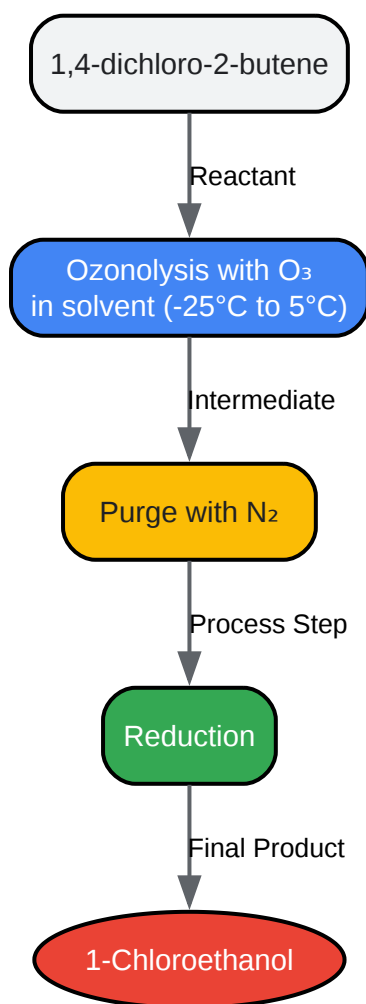 1,4-dichloro-2-butene
Reactant
Ozonolysis with O₃
in solvent (-25°C to 5°C)
Intermediate
Purge with N₂
Process Step
Reduction
Final Product
1-Chloroethanol